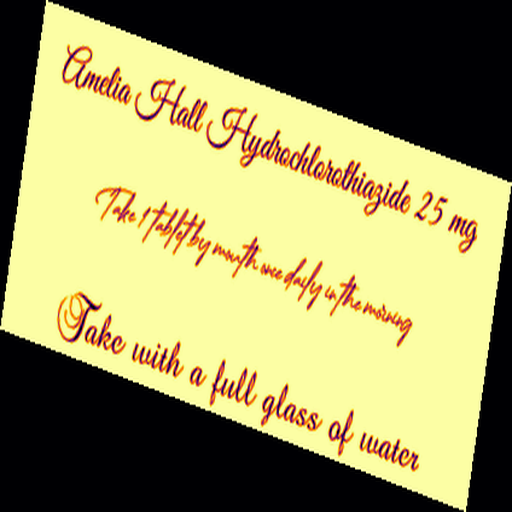 Amelia Hall Hydrochlorothiazide 25 mg
Take 1 tablet by mouth once daily in the morning
Take with a full glass of water